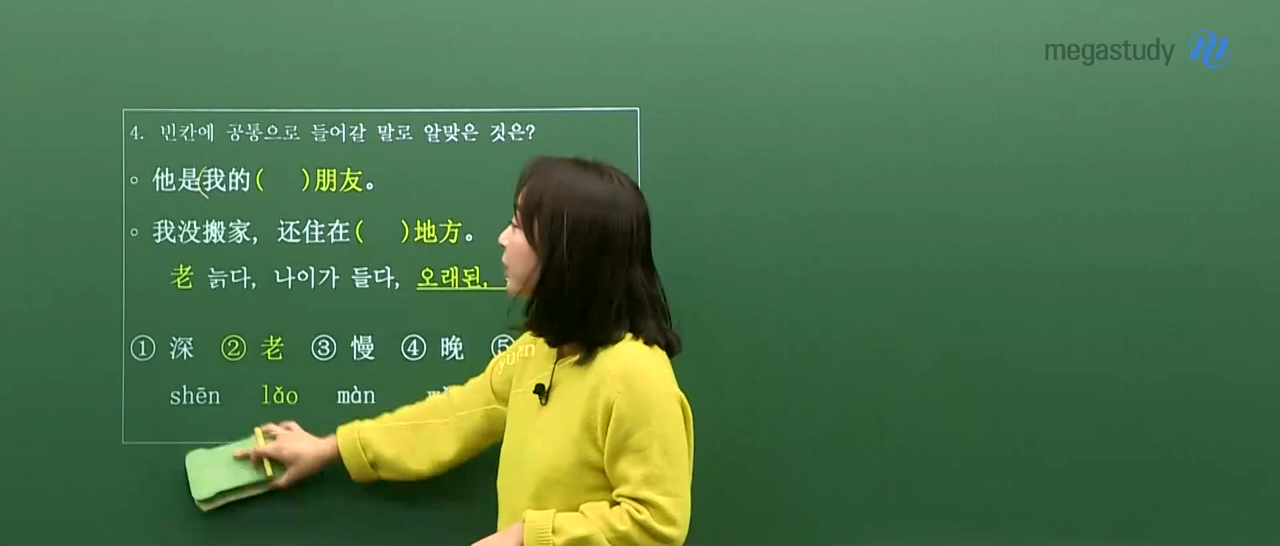 megastudy
4. 빈칸에 공통으로 들어갈 말로 알맞은 것은?
◦ 他是我的( )朋友。
◦ 我没搬家, 还住在( )地方。
老 늙다, 나이가 들다, 오래된,
① 深 ② 老 ③ 慢 ④ 晚 ⑤
shēn lǎo màn